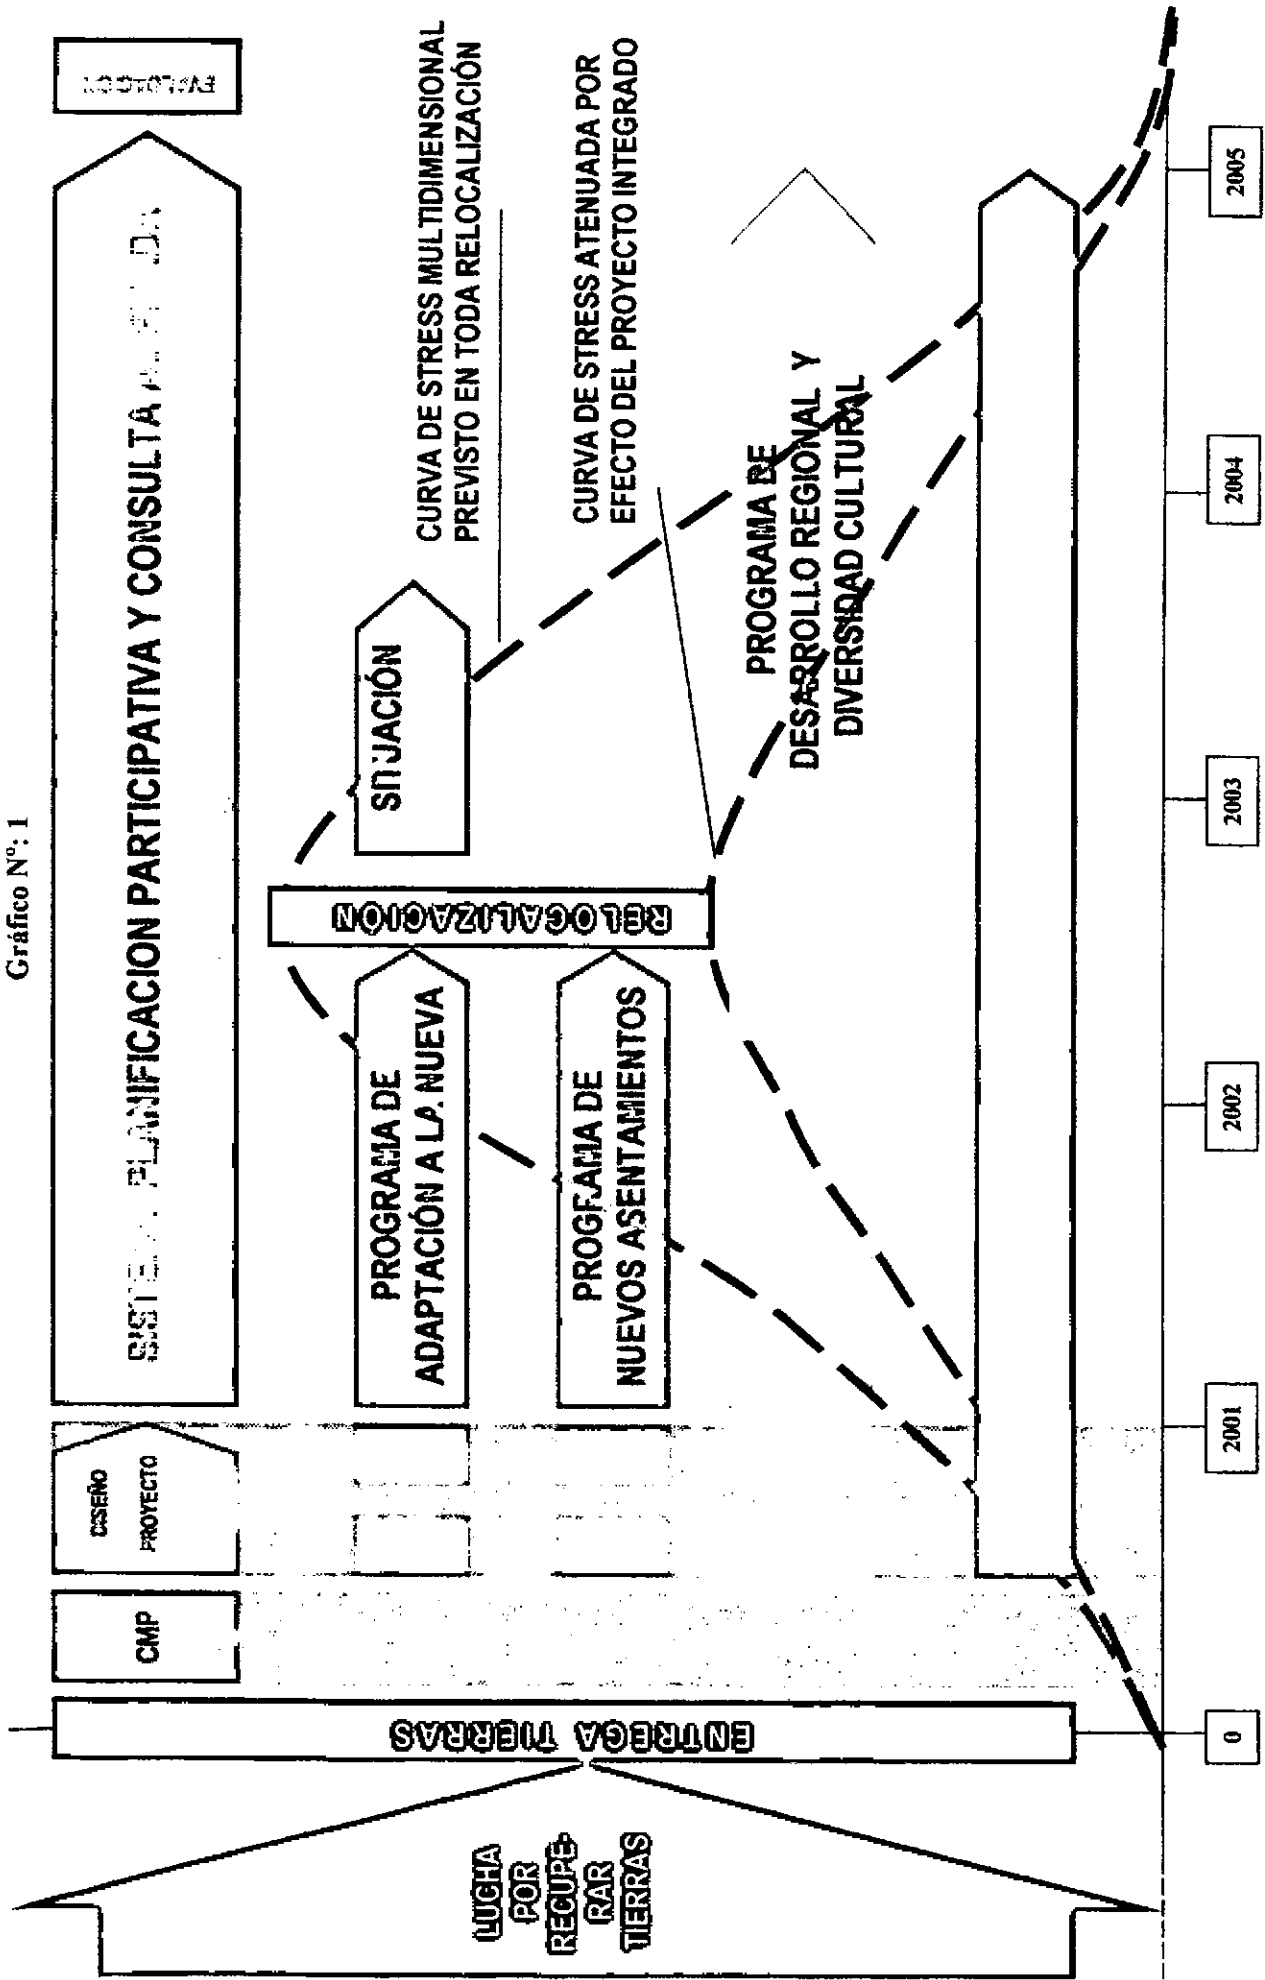 Gráfico Nº: 1
EVALUACION
PLANIFICACION PARTICIPATIVA Y CONSULTA
DISEÑO
PROYECTO
CMP
CURVA DE STRESS MULTIDIMENSIONAL
PREVISTO EN TODA RELOCALIZACIÓN
CURVA DE STRESS ATENUADA POR
EFECTO DEL PROYECTO INTEGRADO
SITUACIÓN
RELOCALIZACIÓN
PROGRAMA DE
ADAPTACIÓN A LA NUEVA
PROGRAMA DE
NUEVOS ASENTAMIENTOS
PROGRAMA DE
DESARROLLO REGIONAL Y
DIVERSIDAD CULTURAL
ENTREGA TIERRAS
LUCHA
POR
RECUPE-
RAR
TIERRAS
0
2001
2002
2003
2004
2005